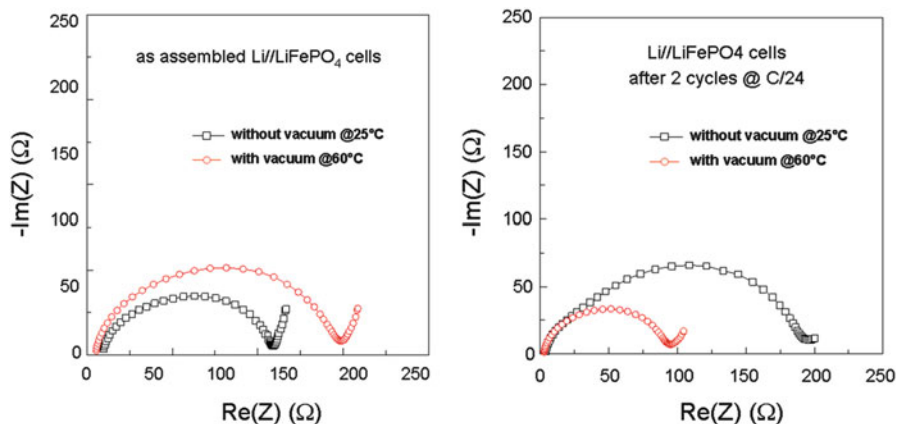 250
200
150
100
50
0
-Im(Z) (Ω)
as assembled Li//LiFePO₄ cells
without vacuum @25°C
with vacuum @60°C
0 50 100 150 200 250
Re(Z) (Ω)
250
200
150
100
50
0
-Im(Z) (Ω)
Li//LiFePO4 cells
after 2 cycles @ C/24
without vacuum @25°C
with vacuum @60°C
0 50 100 150 200 250
Re(Z) (Ω)